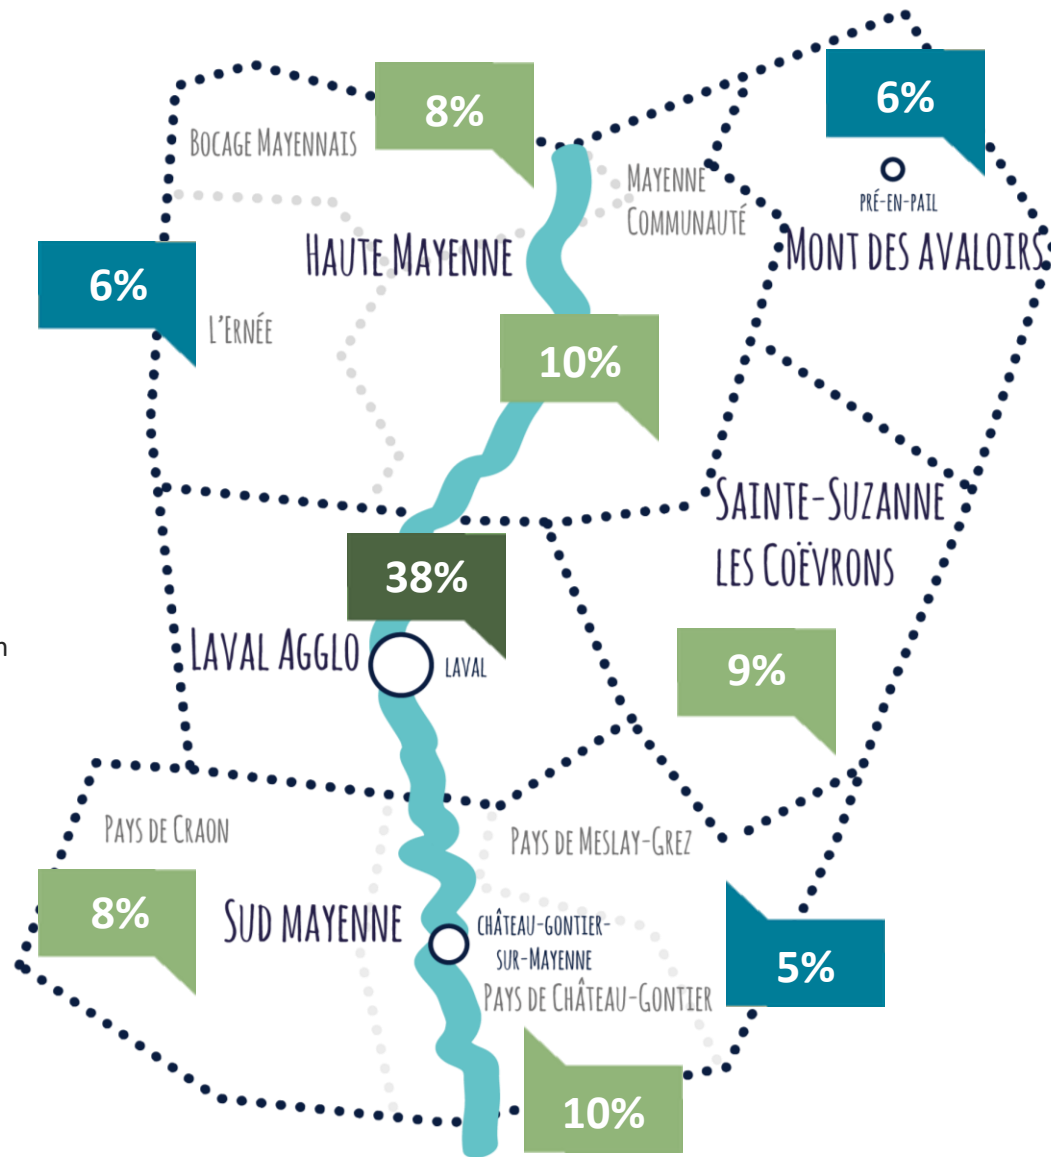 8%
6%
BOCAGE MAYENNAIS
MAYENNE
COMMUNAUTÉ
PRÉ-EN-PAIL
HAUTE MAYENNE
MONT DES AVALOIRS
6%
L'ERNÉE
10%
SAINTE-SUZANNE
LES COËVRONS
38%
LAVAL AGGLO
LAVAL
9%
PAYS DE CRAON
PAYS DE MESLAY-GREZ
8%
SUD MAYENNE
CHÂTEAU-GONTIER-
SUR-MAYENNE
PAYS DE CHÂTEAU-GONTIER
5%
10%